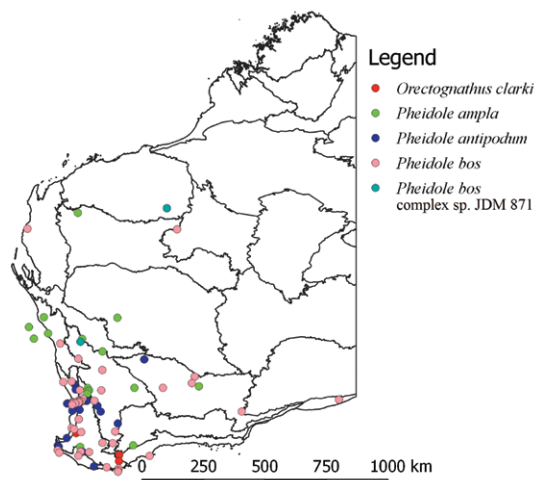 Legend
Orectognathus clarki
Pheidole ampla
Pheidole antipodum
Pheidole bos
Pheidole bos
complex sp. JDM 871
0 250 500 750 1000 km